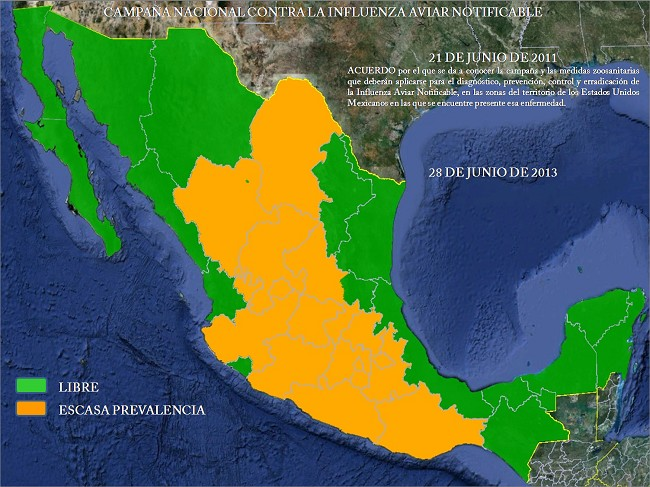 CAMPAÑA NACIONAL CONTRA LA INFLUENZA AVIAR NOTIFICABLE
21 DE JUNIO DE 2011
ACUERDO por el que se da a conocer la campaña y las medidas zoosanitarias
que deberán aplicarse para el diagnóstico, prevención, control y erradicación de
la Influenza Aviar Notificable, en las zonas del territorio de los Estados Unidos
Mexicanos en las que se encuentre presente esa enfermedad.
28 DE JUNIO DE 2013
LIBRE
ESCASA PREVALENCIA